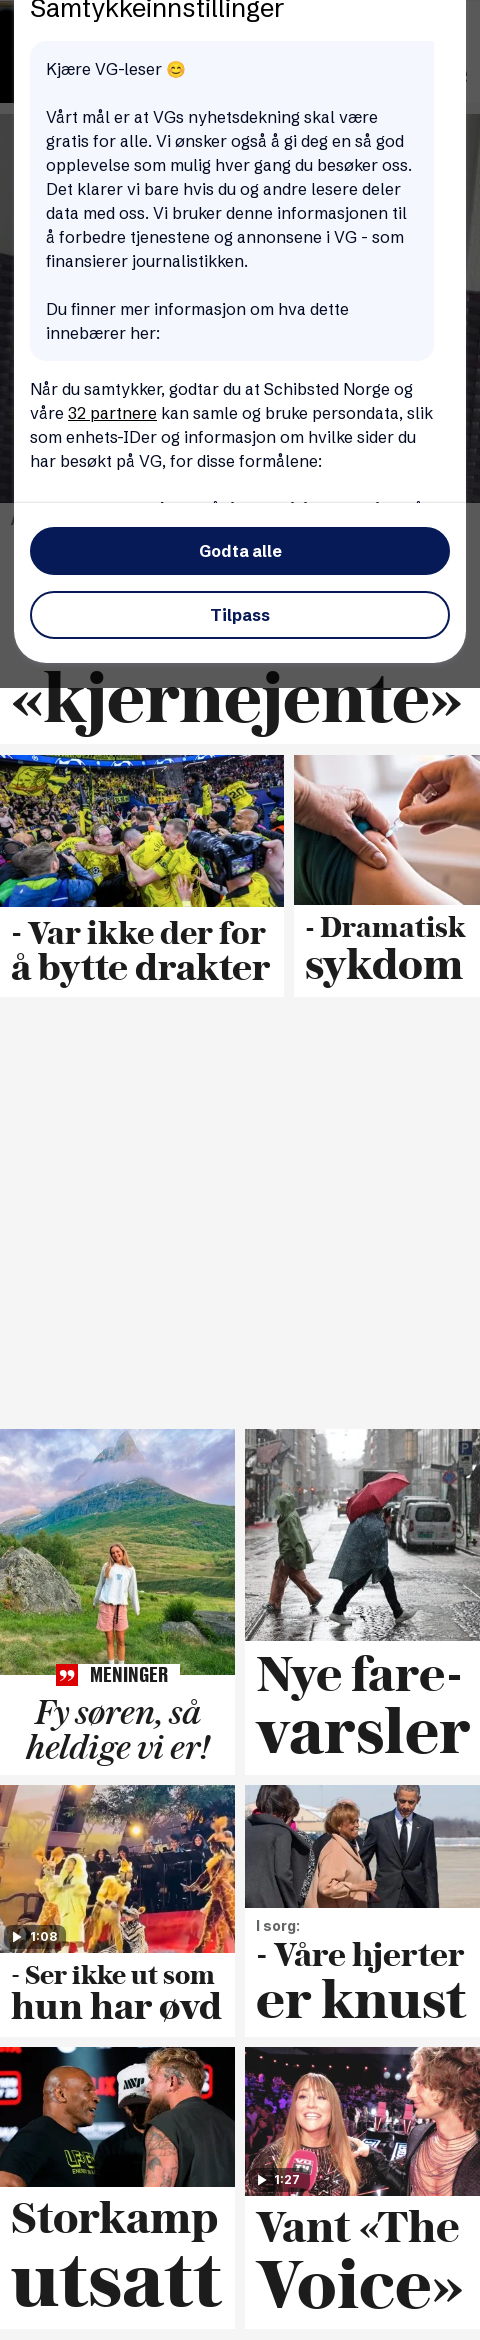 Samtykkeinnstillinger
Kjære VG-leser 😊
Vårt mål er at VGs nyhetsdekning skal være
gratis for alle. Vi ønsker også å gi deg en så god
opplevelse som mulig hver gang du besøker oss.
Det klarer vi bare hvis du og andre lesere deler
data med oss. Vi bruker denne informasjonen til
å forbedre tjenestene og annonsene i VG - som
finansierer journalistikken.
Du finner mer informasjon om hva dette
innebærer her:
Når du samtykker, godtar du at Schibsted Norge og
våre 32 partnere kan samle og bruke persondata, slik
som enhets-IDer og informasjon om hvilke sider du
har besøkt på VG, for disse formålene:
Godta alle
Tilpass
«kjernejente»
- Var ikke der for
å bytte drakter
- Dramatisk
sykdom
MENINGER
Fy søren, så
heldige vi er!
Nye fare-
varsler
1:08
- Ser ikke ut som
hun har øvd
I sorg:
- Våre hjerter
er knust
Storkamp
utsatt
1:27
Vant «The
Voice»